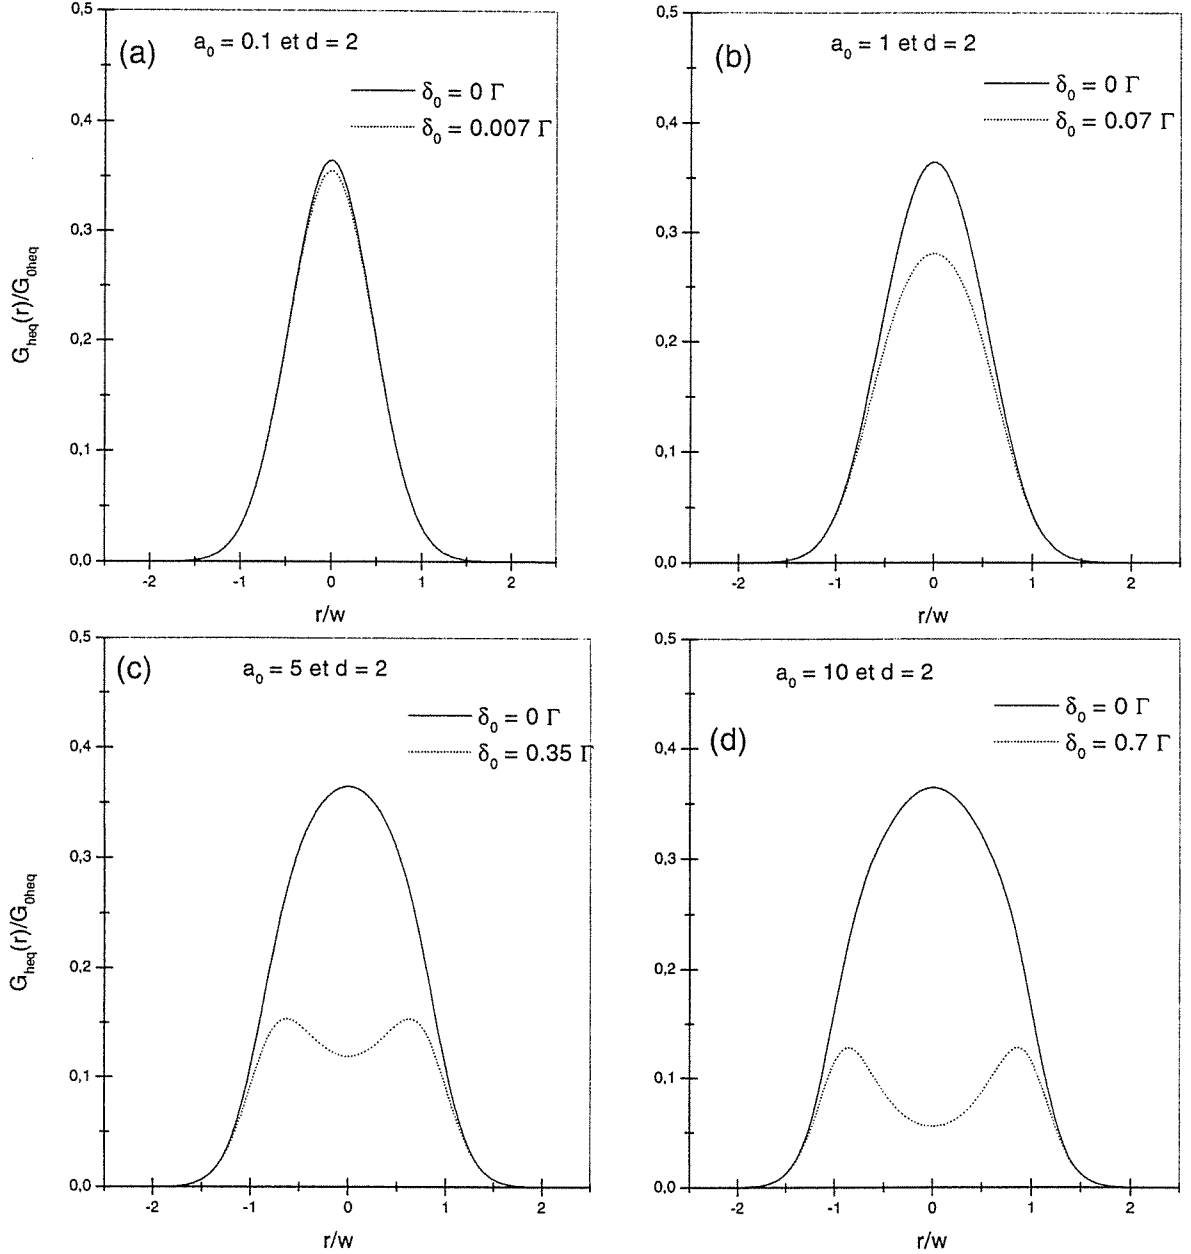 (a)
a₀ = 0.1 et d = 2
δ₀ = 0 Γ
δ₀ = 0.007 Γ
0,5
0,4
0,3
0,2
0,1
0,0
G_heq(r)/G_0heq
-2 -1 0 1 2
r/w
(b)
a₀ = 1 et d = 2
δ₀ = 0 Γ
δ₀ = 0.07 Γ
0,5
0,4
0,3
0,2
0,1
0,0
-2 -1 0 1 2
r/w
(c)
a₀ = 5 et d = 2
δ₀ = 0 Γ
δ₀ = 0.35 Γ
0,5
0,4
0,3
0,2
0,1
0,0
G_heq(r)/G_0heq
-2 -1 0 1 2
r/w
(d)
a₀ = 10 et d = 2
δ₀ = 0 Γ
δ₀ = 0.7 Γ
0,5
0,4
0,3
0,2
0,1
0,0
-2 -1 0 1 2
r/w